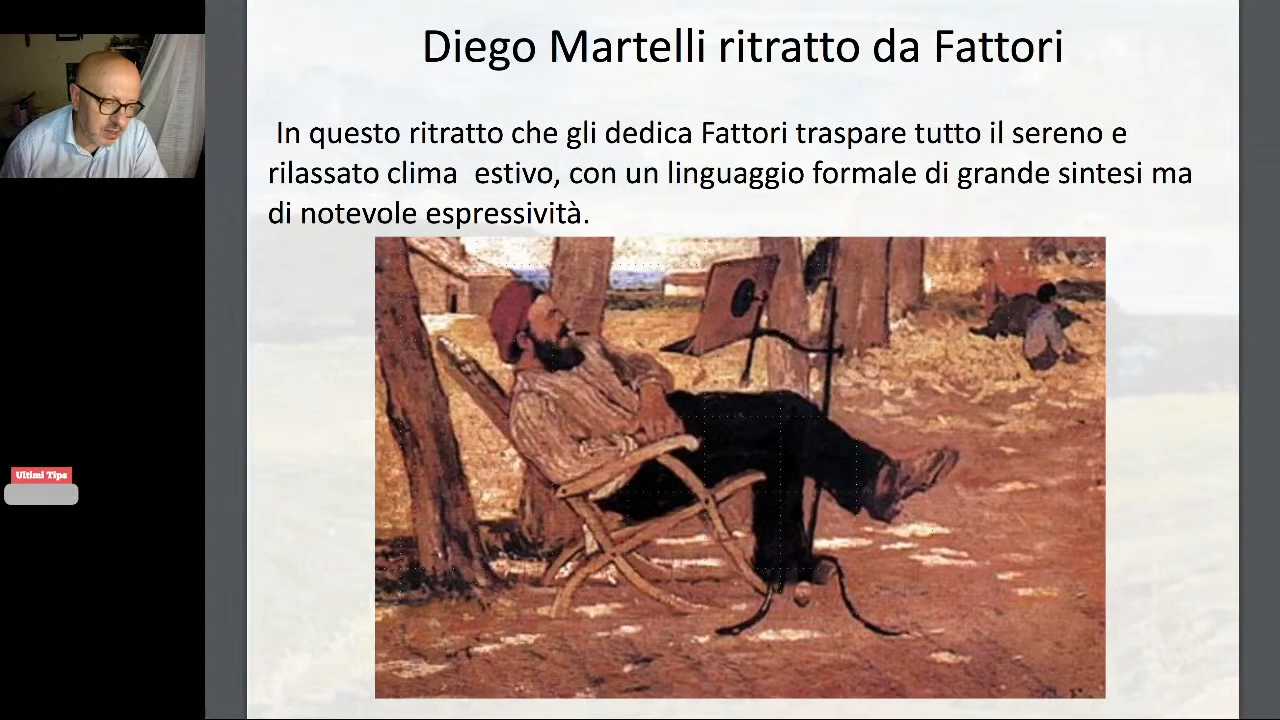 Diego Martelli ritratto da Fattori
In questo ritratto che gli dedica Fattori traspare tutto il sereno e
rilassato clima estivo, con un linguaggio formale di grande sintesi ma
di notevole espressività.
Ultimi Tips